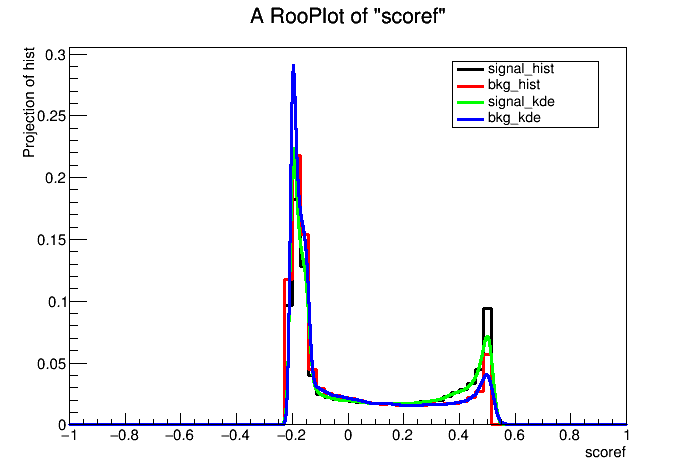 A RooPlot of "scoref"
Projection of hist
0.3
0.25
0.2
0.15
0.1
0.05
0
signal_hist
bkg_hist
signal_kde
bkg_kde
−1 −0.8 −0.6 −0.4 −0.2 0 0.2 0.4 0.6 0.8 1
scoref